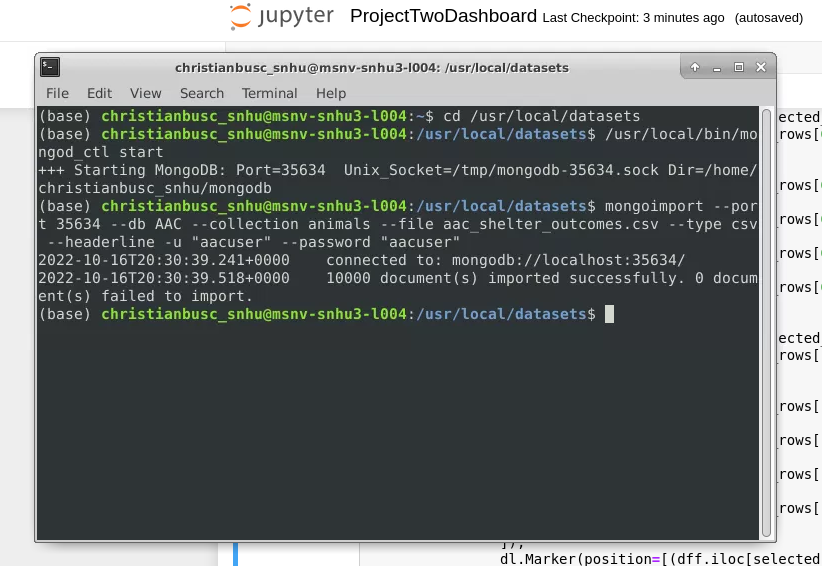 jupyter ProjectTwoDashboard Last Checkpoint: 3 minutes ago (autosaved)
christianbusc_snhu@msnv-snhu3-l004: /usr/local/datasets
File Edit View Search Terminal Help
(base) christianbusc_snhu@msnv-snhu3-l004:~$ cd /usr/local/datasets
(base) christianbusc_snhu@msnv-snhu3-l004:/usr/local/datasets$ /usr/local/bin/mo
ngod_ctl start
+++ Starting MongoDB: Port=35634  Unix_Socket=/tmp/mongodb-35634.sock Dir=/home/
christianbusc_snhu/mongodb
(base) christianbusc_snhu@msnv-snhu3-l004:/usr/local/datasets$ mongoimport --por
t 35634 --db AAC --collection animals --file aac_shelter_outcomes.csv --type csv
 --headerline -u "aacuser" --password "aacuser"
2022-10-16T20:30:39.241+0000    connected to: mongodb://localhost:35634/
2022-10-16T20:30:39.518+0000    10000 document(s) imported successfully. 0 docum
ent(s) failed to import.
(base) christianbusc_snhu@msnv-snhu3-l004:/usr/local/datasets$
ected
rows[
rows[
rows[
rows[
rows[
ected
rows[
rows[
rows[
rows[
rows[
]),
dl.Marker(position=[(dff.iloc[selected